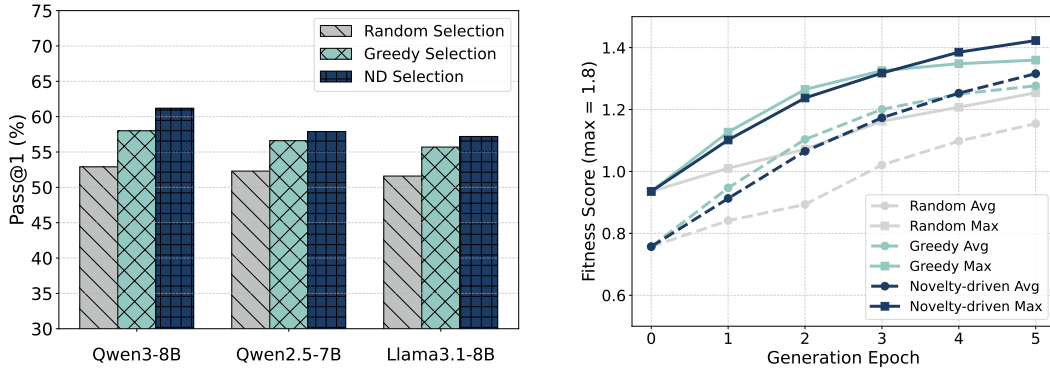 75
70
65
60
55
50
45
40
35
30
Pass@1 (%)
Random Selection
Greedy Selection
ND Selection
Qwen3-8B
Qwen2.5-7B
Llama3.1-8B
1.4
1.2
1.0
0.8
0.6
Fitness Score (max = 1.8)
Random Avg
Random Max
Greedy Avg
Greedy Max
Novelty-driven Avg
Novelty-driven Max
0 1 2 3 4 5
Generation Epoch